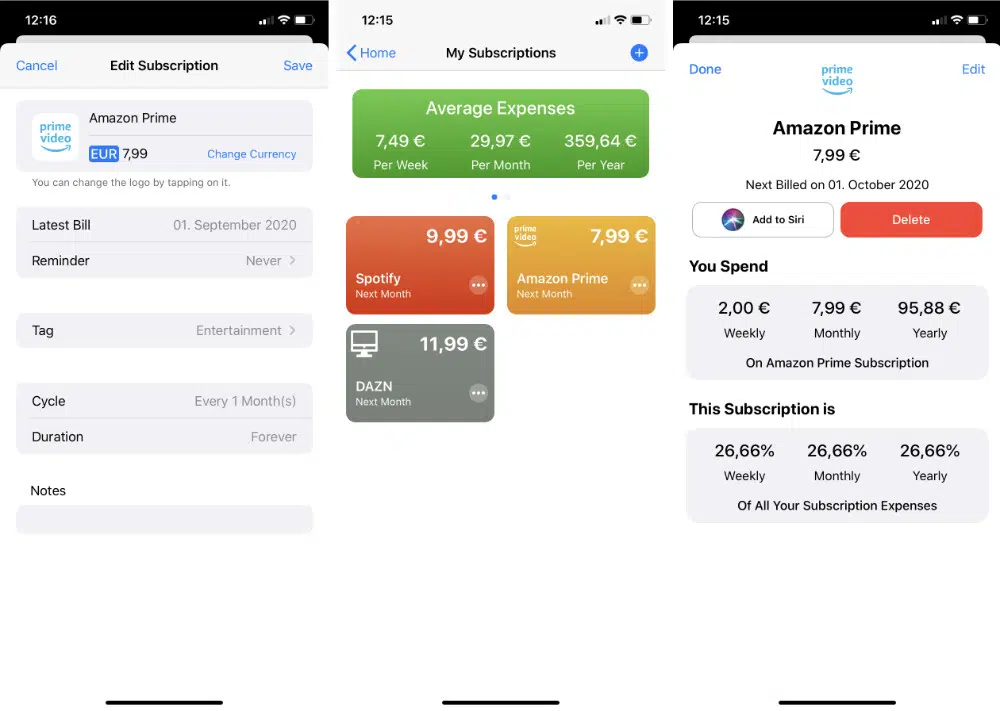 12:16
Cancel
Edit Subscription
Save
prime
video
Amazon Prime
EUR 7,99
Change Currency
You can change the logo by tapping on it.
Latest Bill
01. September 2020
Reminder
Never
Tag
Entertainment
Cycle
Every 1 Month(s)
Duration
Forever
Notes
12:15
Home
My Subscriptions
Average Expenses
7,49 €
29,97 €
359,64 €
Per Week
Per Month
Per Year
9,99 €
Spotify
Next Month
prime
video
7,99 €
Amazon Prime
Next Month
11,99 €
DAZN
Next Month
12:15
Done
prime
video
Edit
Amazon Prime
7,99 €
Next Billed on 01. October 2020
Add to Siri
Delete
You Spend
2,00 €
7,99 €
95,88 €
Weekly
Monthly
Yearly
On Amazon Prime Subscription
This Subscription is
26,66%
26,66%
26,66%
Weekly
Monthly
Yearly
Of All Your Subscription Expenses